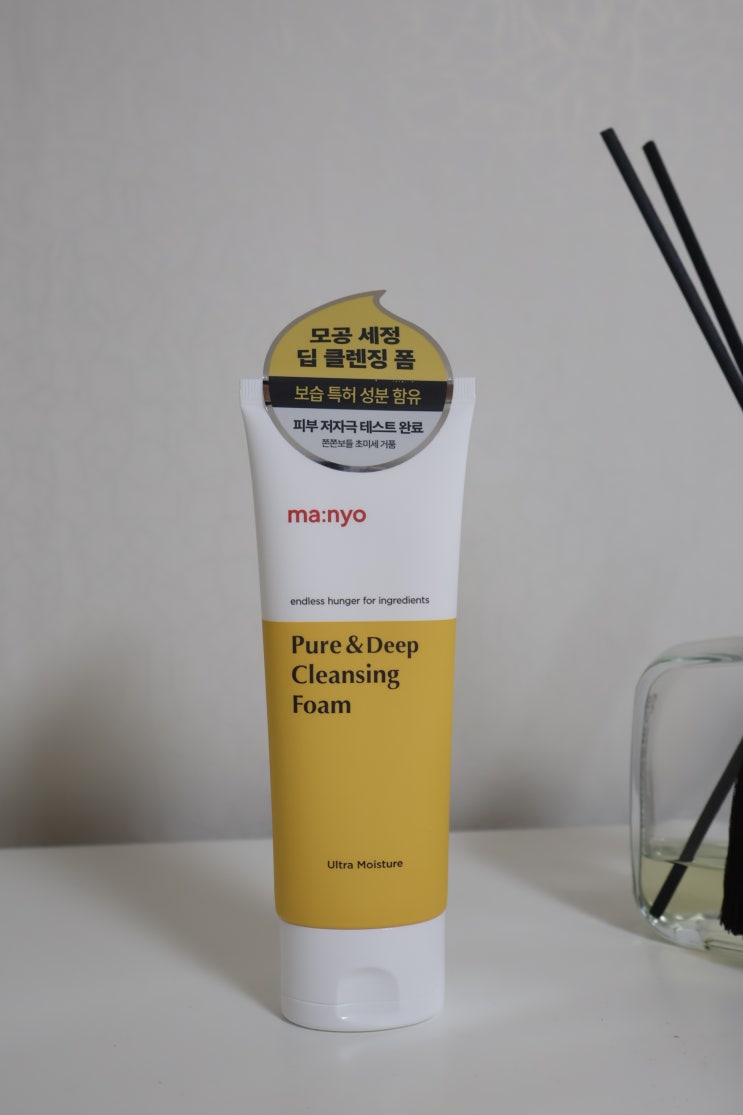 모공 세정
딥 클렌징 폼
보습 특허 성분 함유
피부 저자극 테스트 완료
쫀쫀보들 초미세 거품
ma:nyo
endless hunger for ingredients
Pure & Deep
Cleansing
Foam
Ultra Moisture